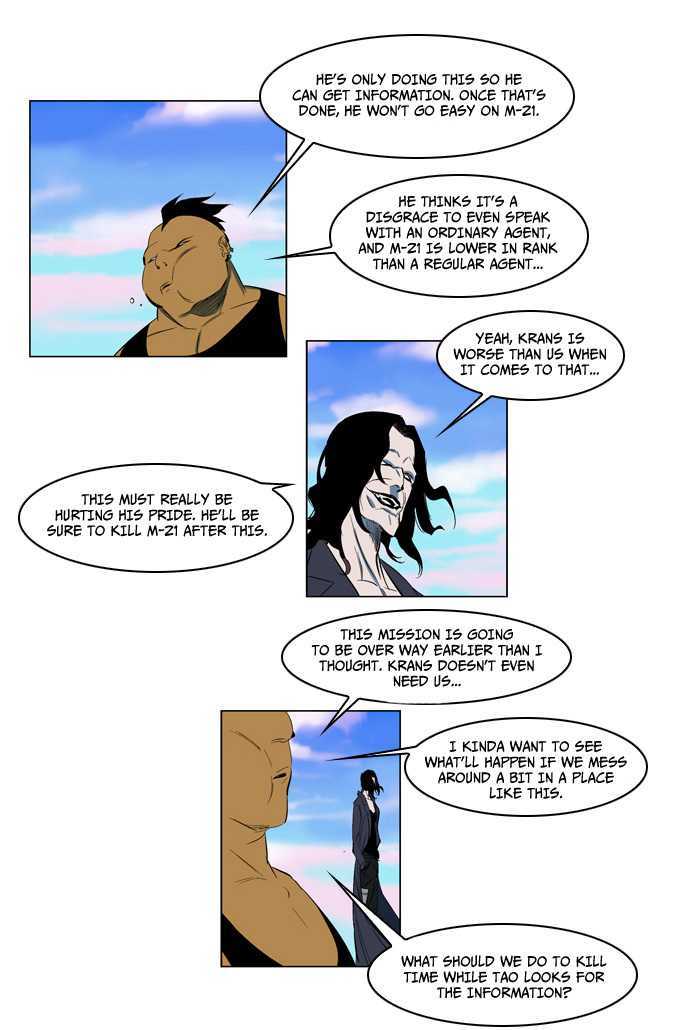 HE'S ONLY DOING THIS SO HE
CAN GET INFORMATION. ONCE THAT'S
DONE, HE WON'T GO EASY ON M-21.
HE THINKS IT'S A
DISGRACE TO EVEN SPEAK
WITH AN ORDINARY AGENT,
AND M-21 IS LOWER IN RANK
THAN A REGULAR AGENT...
YEAH, KRANS IS
WORSE THAN US WHEN
IT COMES TO THAT...
THIS MUST REALLY BE
HURTING HIS PRIDE. HE'LL BE
SURE TO KILL M-21 AFTER THIS.
THIS MISSION IS GOING
TO BE OVER WAY EARLIER THAN I
THOUGHT. KRANS DOESN'T EVEN
NEED US...
I KINDA WANT TO SEE
WHAT'LL HAPPEN IF WE MESS
AROUND A BIT IN A PLACE
LIKE THIS.
WHAT SHOULD WE DO TO KILL
TIME WHILE TAO LOOKS FOR
THE INFORMATION?